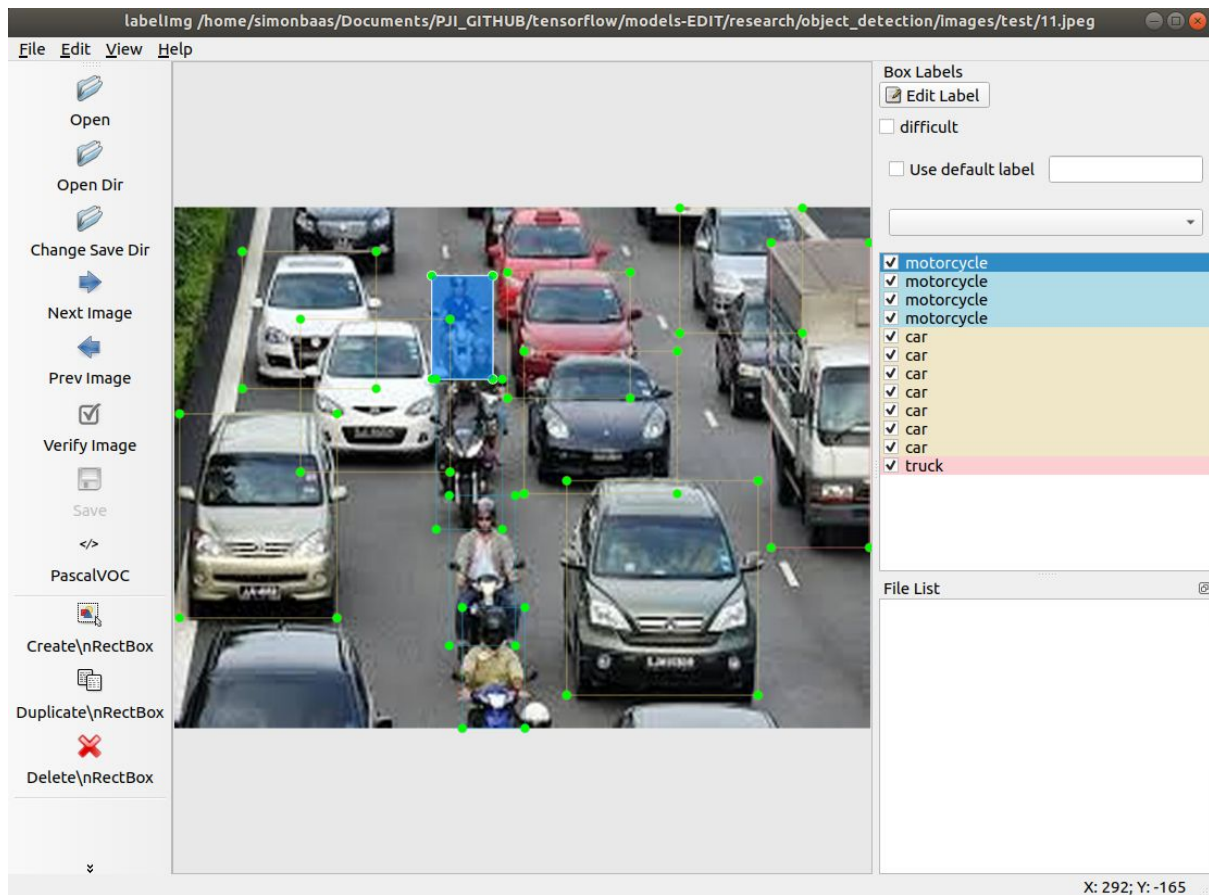 labelImg /home/simonbaas/Documents/PJI_GITHUB/tensorflow/models-EDIT/research/object_detection/images/test/11.jpeg
File Edit View Help
Open
Open Dir
Change Save Dir
Next Image
Prev Image
Verify Image
Save
</>
PascalVOC
Create\nRectBox
Duplicate\nRectBox
Delete\nRectBox
Box Labels
Edit Label
difficult
Use default label
motorcycle
motorcycle
motorcycle
motorcycle
car
car
car
car
car
car
car
truck
File List
X: 292; Y: -165